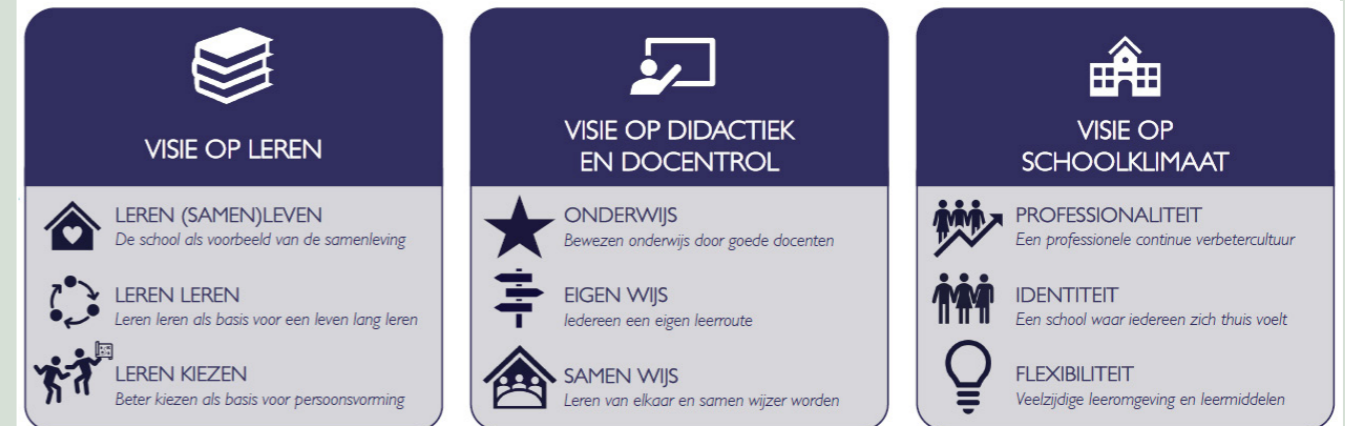 VISIE OP LEREN
LEREN (SAMEN)LEVEN
De school als voorbeeld van de samenleving
LEREN LEREN
Leren leren als basis voor een leven lang leren
LEREN KIEZEN
Beter kiezen als basis voor persoonsvorming
VISIE OP DIDACTIEK
EN DOCENTROL
ONDERWIJS
Bewezen onderwijs door goede docenten
EIGEN WIJS
Iedereen een eigen leerroute
SAMEN WIJS
Leren van elkaar en samen wijzer worden
VISIE OP
SCHOOLKLIMAAT
PROFESSIONALITEIT
Een professionele continue verbetercultuur
IDENTITEIT
Een school waar iedereen zich thuis voelt
FLEXIBILITEIT
Veelzijdige leeromgeving en leermiddelen